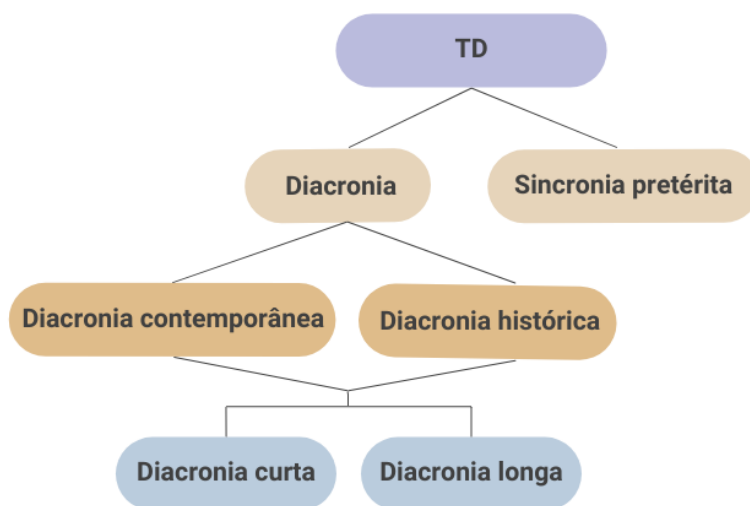 TD
Diacronia
Sincronia pretérita
Diacronia contemporânea
Diacronia histórica
Diacronia curta
Diacronia longa